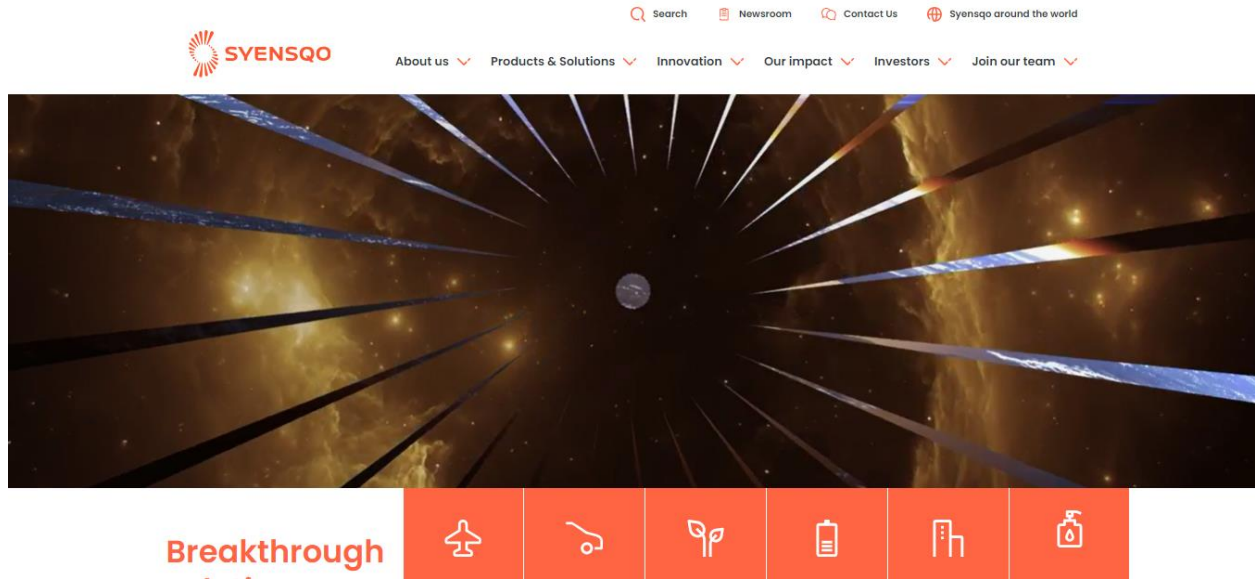 Search Newsroom Contact Us Syensqo around the world
SYENSQO
About us Products & Solutions Innovation Our impact Investors Join our team
Breakthrough